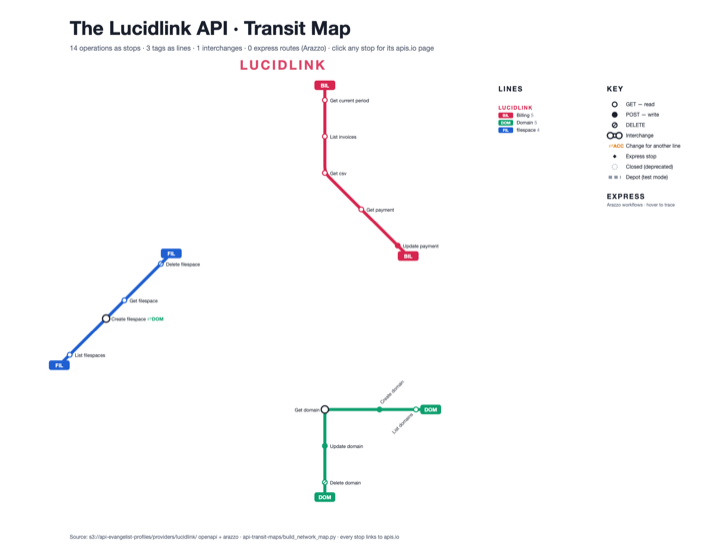 The Lucidlink API · Transit Map
14 operations as stops · 3 tags as lines · 1 interchanges · 0 express routes (Arazzo) · click any stop for its apis.io page
LUCIDLINK
BIL
Get current period
List invoices
Get csv
Get payment
Update payment
BIL
FIL
Delete filespace
Get filespace
Create filespace ⇄DOM
List filespaces
FIL
Get domain
Create domain
List domains
DOM
Update domain
Delete domain
DOM
LINES
LUCIDLINK
BIL Billing 5
DOM Domain 5
FIL filespace 4
KEY
GET — read
POST — write
DELETE
Interchange
⇄ACC Change for another line
Express stop
Closed (deprecated)
Depot (test mode)
EXPRESS
Arazzo workflows · hover to trace
Source: s3://api-evangelist-profiles/providers/lucidlink/ openapi + arazzo · api-transit-maps/build_network_map.py · every stop links to apis.io